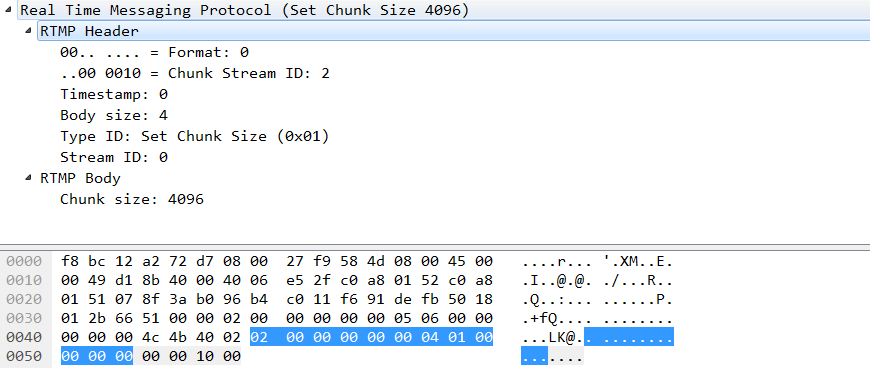 Real Time Messaging Protocol (Set Chunk Size 4096)
RTMP Header
00.. .... = Format: 0
..00 0010 = Chunk Stream ID: 2
Timestamp: 0
Body size: 4
Type ID: Set Chunk Size (0x01)
Stream ID: 0
RTMP Body
Chunk size: 4096
0000 f8 bc 12 a2 72 d7 08 00 27 f9 58 4d 08 00 45 00 ....r... '.XM..E.
0010 00 49 d1 8b 40 00 40 06 e5 2f c0 a8 01 52 c0 a8 .I..@.@. ./...R..
0020 01 51 07 8f 3a b0 96 b4 c0 11 f6 91 de fb 50 18 .Q..:... ......P.
0030 01 2b 66 51 00 00 02 00 00 00 00 00 05 06 00 00 .+fQ.... ........
0040 00 00 00 4c 4b 40 02 02 00 00 00 00 00 04 01 00 ...LK@.. ........
0050 00 00 00 00 00 10 00 .......